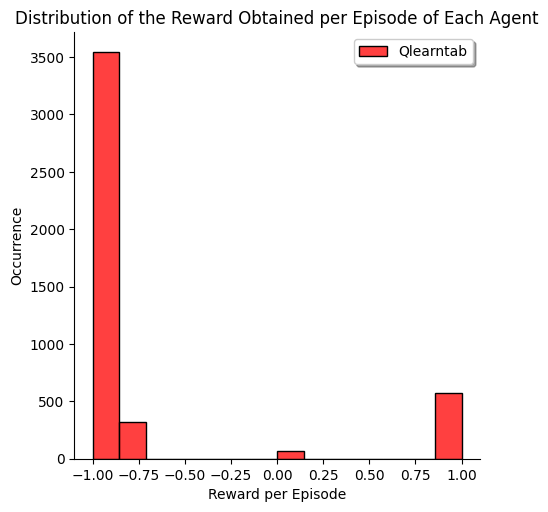 Distribution of the Reward Obtained per Episode of Each Agent
Qlearntab
3500
3000
2500
2000
1500
1000
500
0
Occurrence
−1.00 −0.75 −0.50 −0.25 0.00 0.25 0.50 0.75 1.00
Reward per Episode